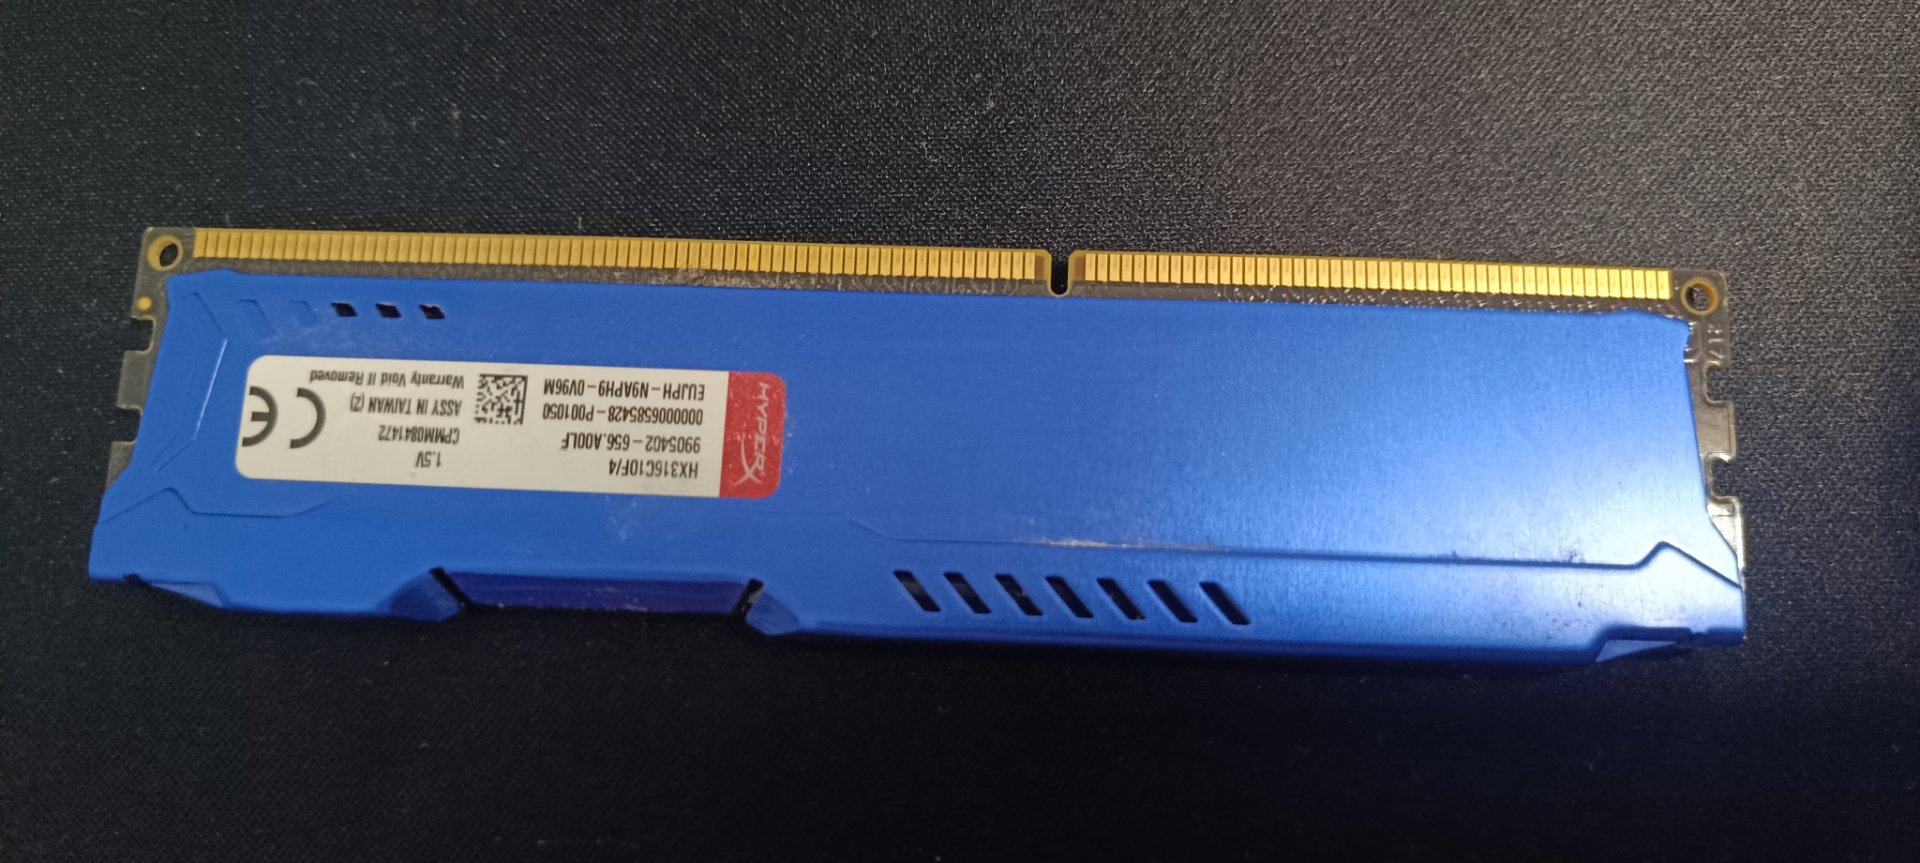 HYPERX
HX316C10F/4
9905402-656.A00LF
0000006585428-P001050
EUJPH-N9APH9-0V96M
1.5V
CPMM0841472
ASSY IN TAIWAN (2)
Warranty Void If Removed
CE